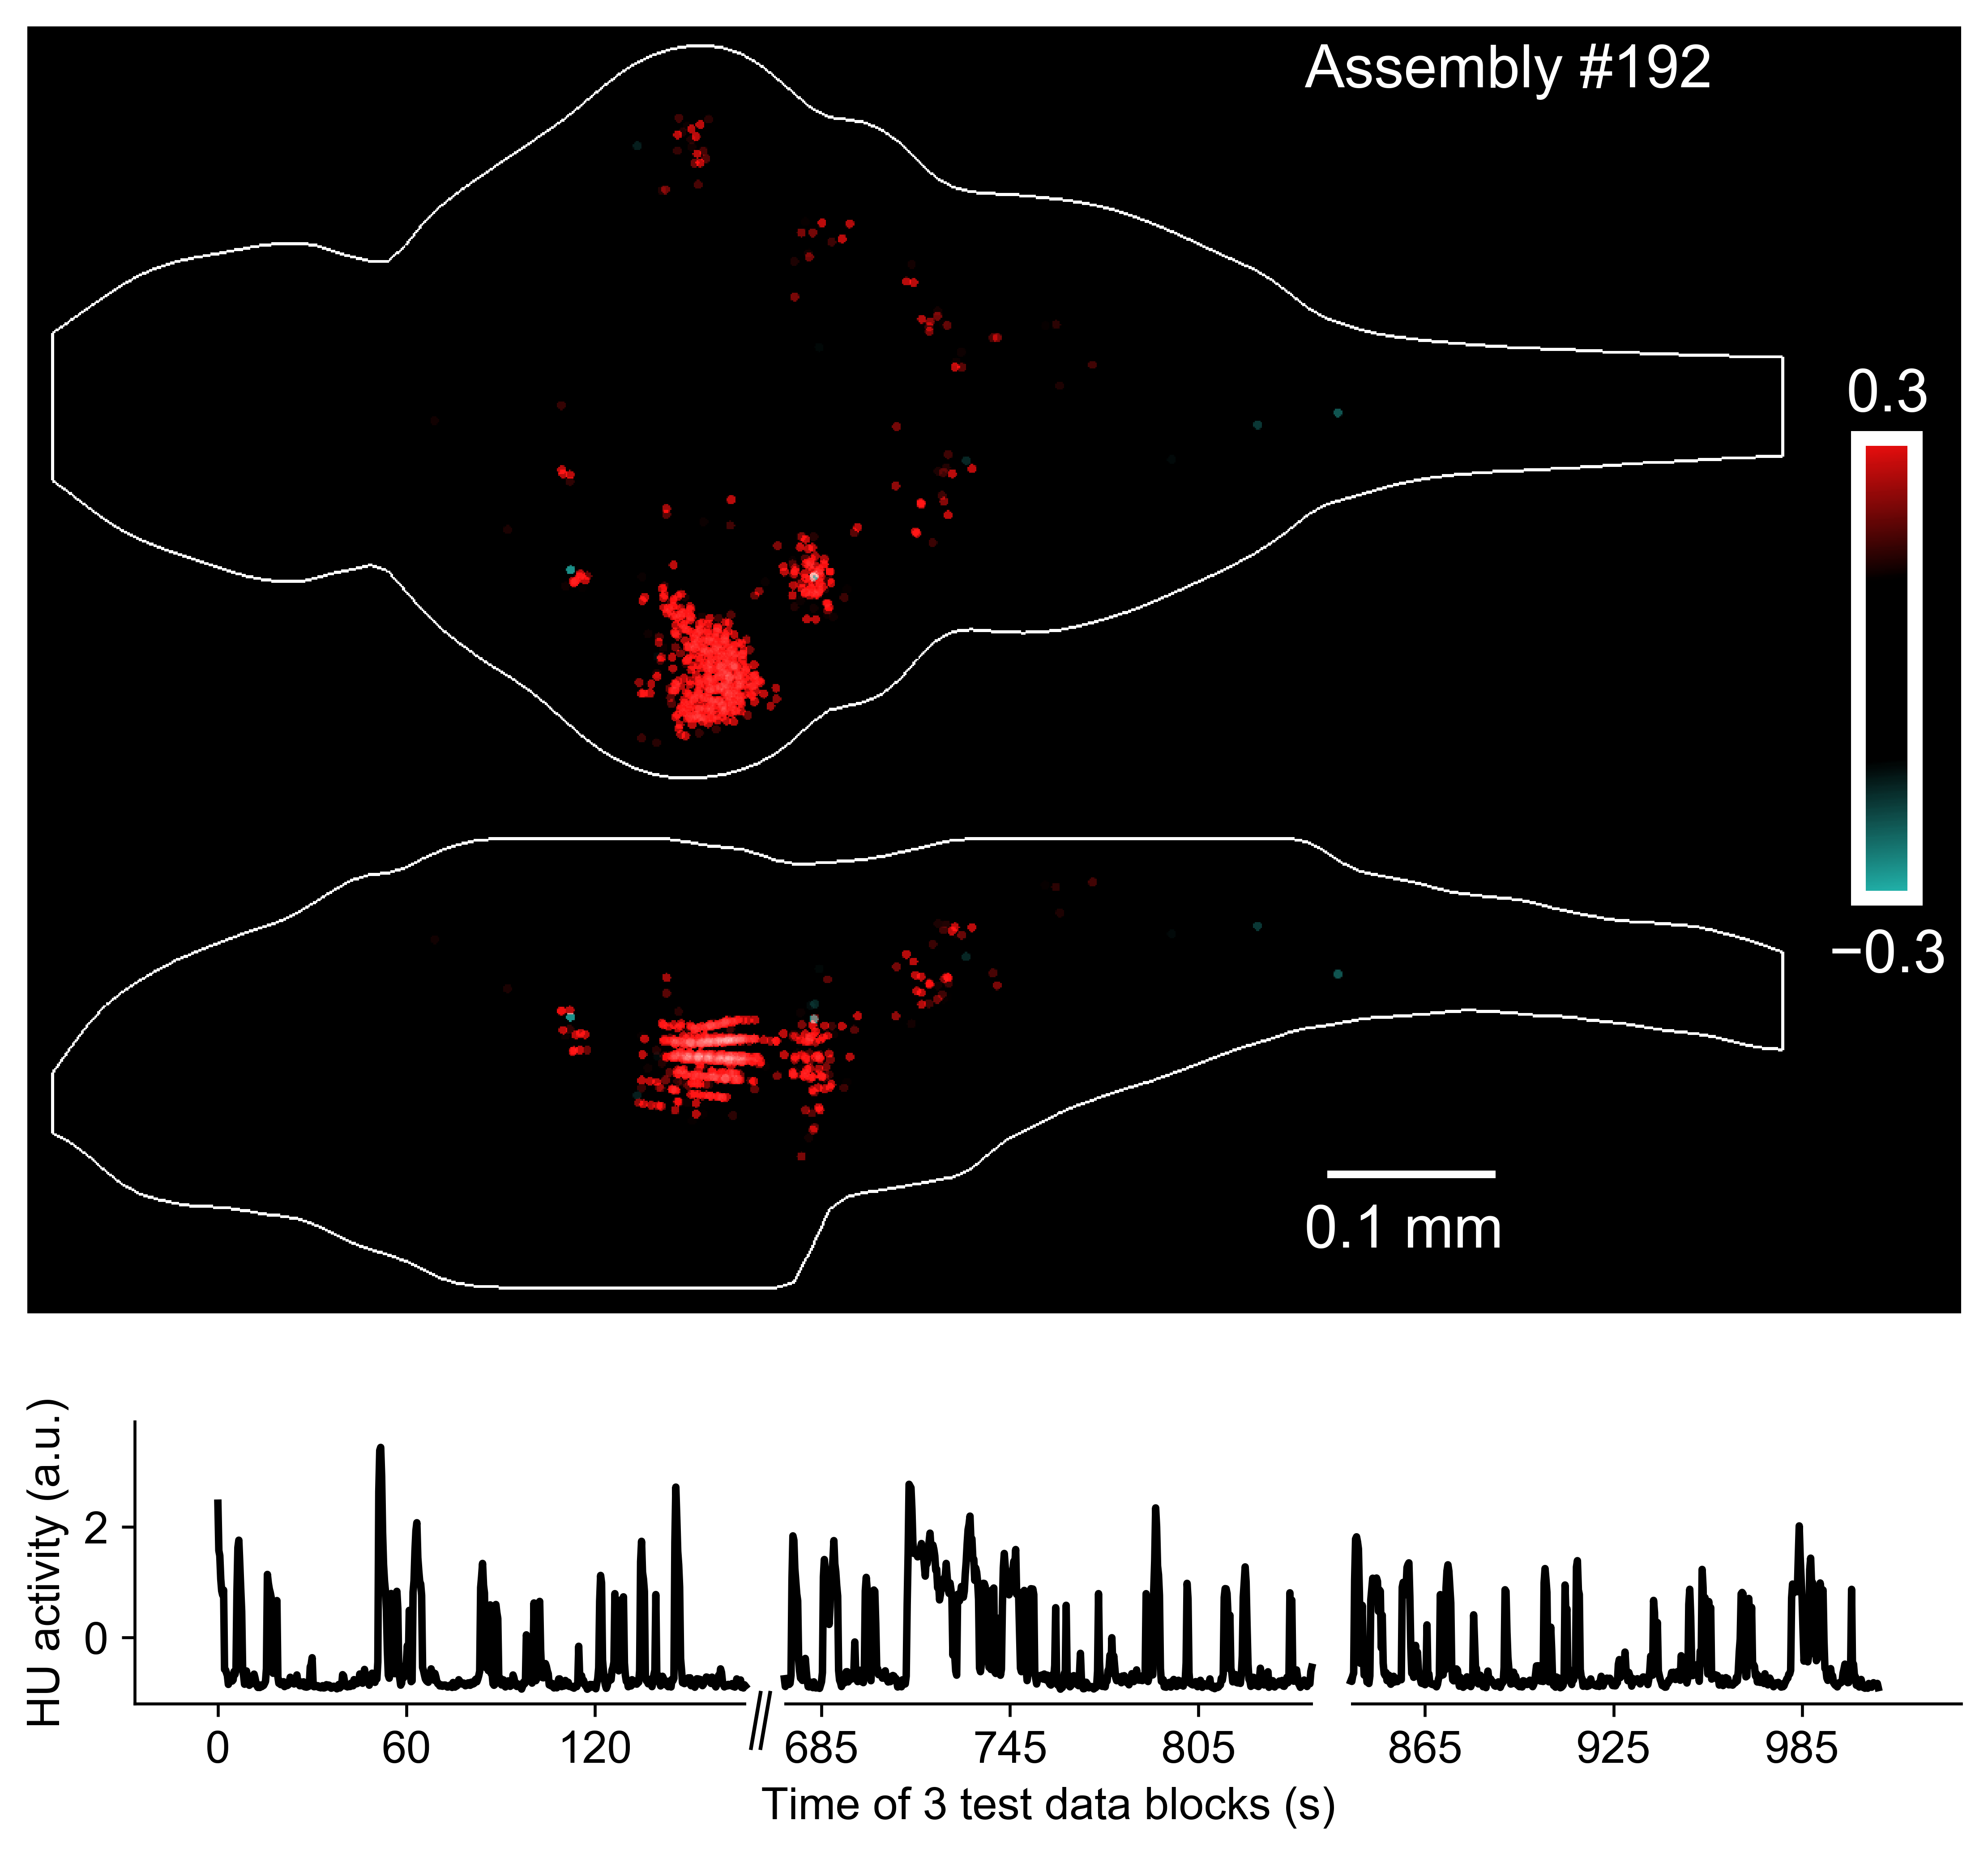 Assembly #192
0.3
−0.3
0.1 mm
HU activity (a.u.)
2
0
0 60 120 685 745 805 865 925 985
Time of 3 test data blocks (s)